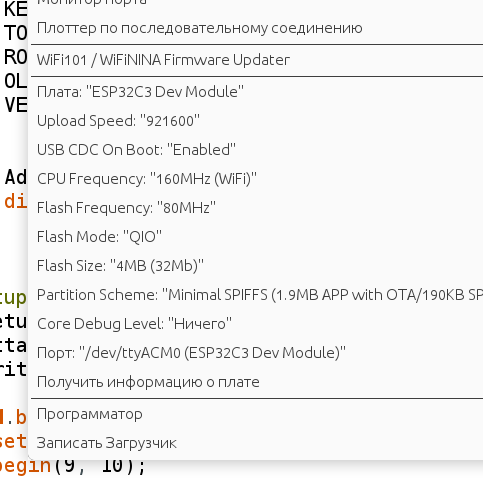 KE
Монитор порта
TO
Плоттер по последовательному соединению
RO
WiFi101 / WiFiNINA Firmware Updater
OL
Плата: "ESP32C3 Dev Module"
VE
Upload Speed: "921600"
USB CDC On Boot: "Enabled"
Ad
CPU Frequency: "160MHz (WiFi)"
di
Flash Frequency: "80MHz"
Flash Mode: "QIO"
Flash Size: "4MB (32Mb)"
tup
Partition Scheme: "Minimal SPIFFS (1.9MB APP with OTA/190KB SP
etu
Core Debug Level: "Ничего"
tta
Порт: "/dev/ttyACM0 (ESP32C3 Dev Module)"
rit
Получить информацию о плате
.b
Программатор
set
Записать Загрузчик
begin(9, 10);